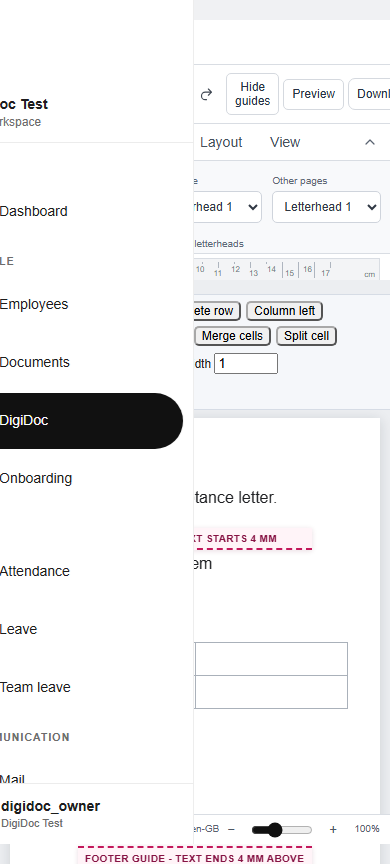 oc Test
rkspace
Dashboard
LE
Employees
Documents
DigiDoc
Onboarding
Attendance
Leave
Team leave
UNICATION
Mail
digidoc_owner
DigiDoc Test
Hide guides
Preview
Downl
Layout
View
e
Other pages
rhead 1
Letterhead 1
letterheads
10 11 12 13 14 15 16 17 cm
ete row
Column left
Merge cells
Split cell
dth 1
tance letter.
XT STARTS 4 MM
em
en-GB
−
+
100%
FOOTER GUIDE - TEXT ENDS 4 MM ABOVE